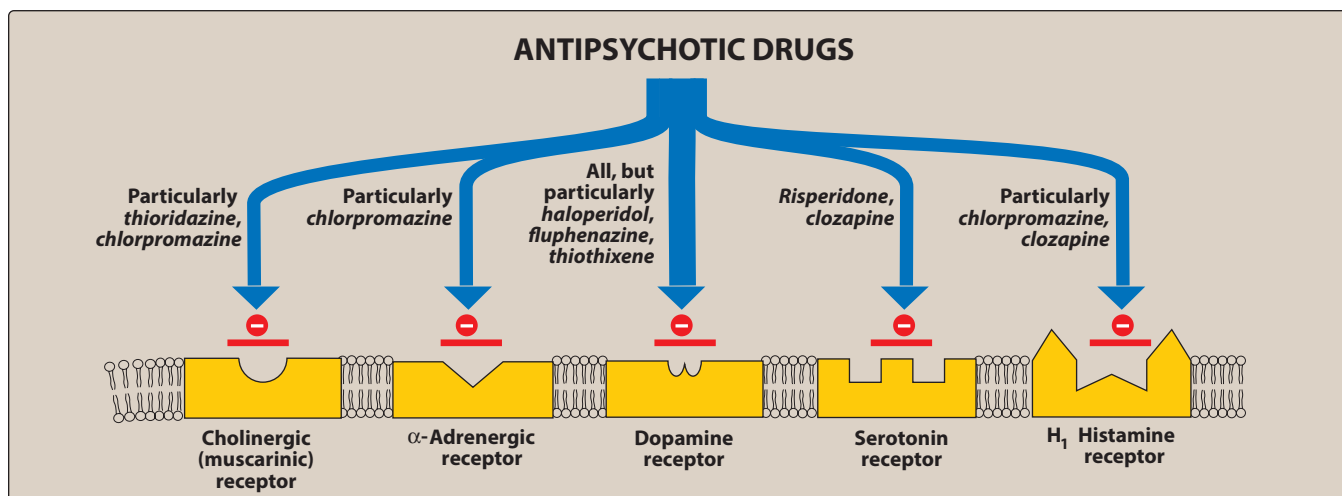 ANTIPSYCHOTIC DRUGS
Particularly
thioridazine,
chlorpromazine
Particularly
chlorpromazine
All, but
particularly
haloperidol,
fluphenazine,
thiothixene
Risperidone,
clozapine
Particularly
chlorpromazine,
clozapine
Cholinergic
(muscarinic)
receptor
α-Adrenergic
receptor
Dopamine
receptor
Serotonin
receptor
H₁ Histamine
receptor